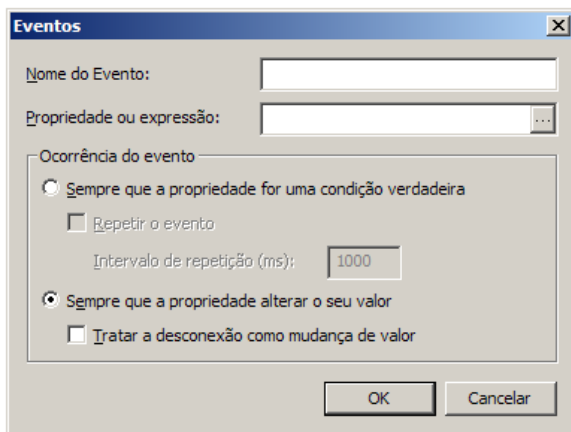 Eventos
Nome do Evento:
Propriedade ou expressão:
...
Ocorrência do evento
Sempre que a propriedade for uma condição verdadeira
Repetir o evento
Intervalo de repetição (ms): 1000
Sempre que a propriedade alterar o seu valor
Tratar a desconexão como mudança de valor
OK Cancelar